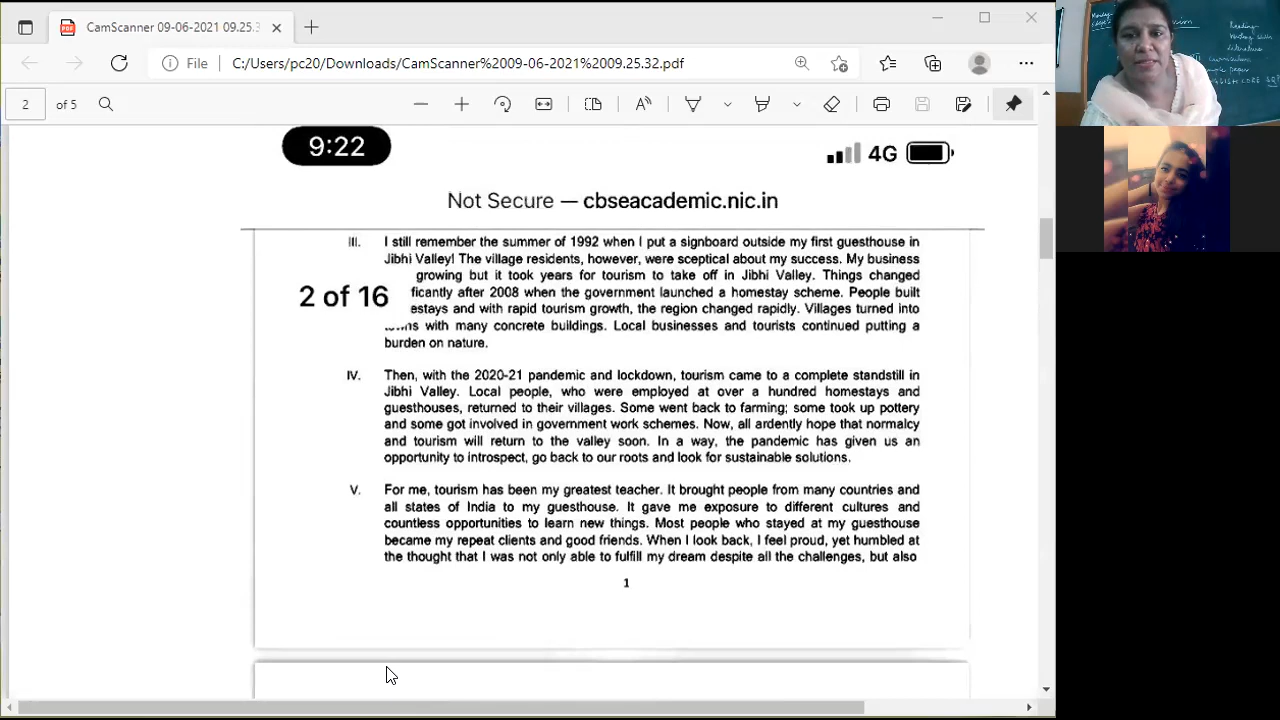 CamScanner 09-06-2021 09.25.3
File C:/Users/pc20/Downloads/CamScanner%2009-06-2021%2009.25.32.pdf
2 of 5
9:22 4G
Not Secure — cbseacademic.nic.in
III. I still remember the summer of 1992 when I put a signboard outside my first guesthouse in
Jibhi Valley! The village residents, however, were sceptical about my success. My business
growing but it took years for tourism to take off in Jibhi Valley. Things changed
ficantly after 2008 when the government launched a homestay scheme. People built
2 of 16
estays and with rapid tourism growth, the region changed rapidly. Villages turned into
with many concrete buildings. Local businesses and tourists continued putting a
burden on nature.
IV. Then, with the 2020-21 pandemic and lockdown, tourism came to a complete standstill in
Jibhi Valley. Local people, who were employed at over a hundred homestays and
guesthouses, returned to their villages. Some went back to farming; some took up pottery
and some got involved in government work schemes. Now, all ardently hope that normalcy
and tourism will return to the valley soon. In a way, the pandemic has given us an
opportunity to introspect, go back to our roots and look for sustainable solutions.
V. For me, tourism has been my greatest teacher. It brought people from many countries and
all states of India to my guesthouse. It gave me exposure to different cultures and
countless opportunities to learn new things. Most people who stayed at my guesthouse
became my repeat clients and good friends. When I look back, I feel proud, yet humbled at
the thought that I was not only able to fulfill my dream despite all the challenges, but also
1
Reading
Writing skills
Literature